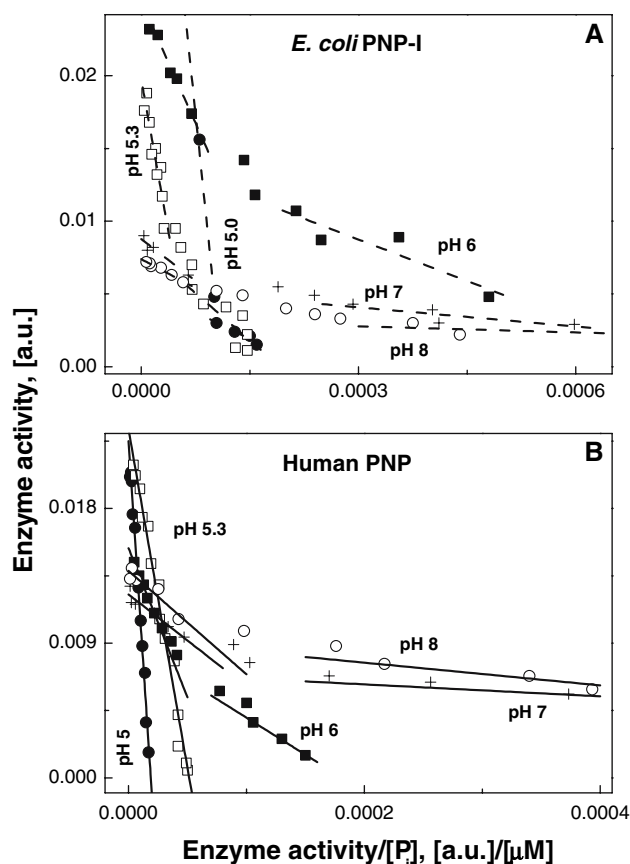 A
E. coli PNP-I
0.02
pH 5.3
pH 5.0
0.01
pH 6
pH 7
pH 8
0.00
0.0000 0.0003 0.0006
Enzyme activity, [a.u.]
B
Human PNP
0.018
pH 5.3
0.009
pH 8
pH 7
pH 6
pH 5
0.000
0.0000 0.0002 0.0004
Enzyme activity, [a.u.]
Enzyme activity/[Pi], [a.u.]/[μM]